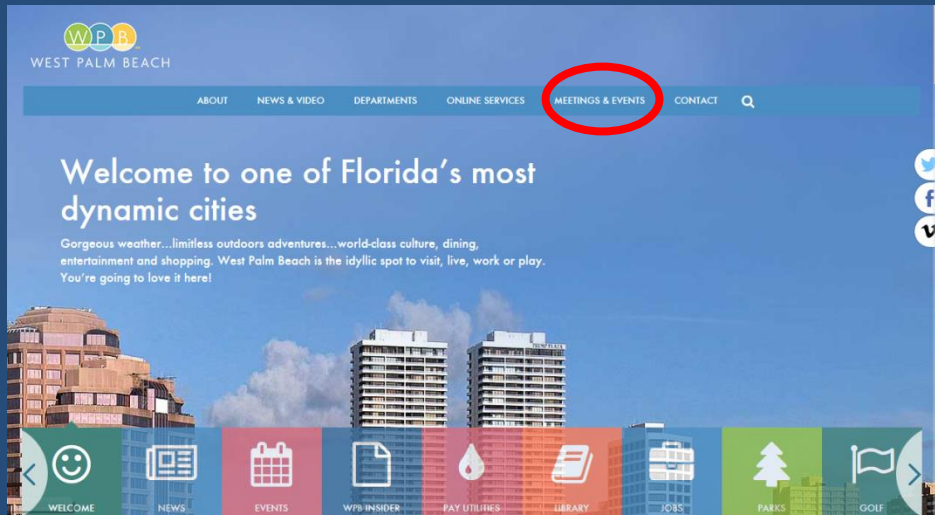 WPB
WEST PALM BEACH
ABOUT NEWS & VIDEO DEPARTMENTS ONLINE SERVICES MEETINGS & EVENTS CONTACT
Welcome to one of Florida's most
dynamic cities
Gorgeous weather...limitless outdoors adventures...world-class culture, dining,
entertainment and shopping. West Palm Beach is the idyllic spot to visit, live, work or play.
You're going to love it here!
TRUMP PLAZA
WELCOME NEWS EVENTS WPB INSIDER PAY UTILITIES LIBRARY JOBS PARKS GOLF